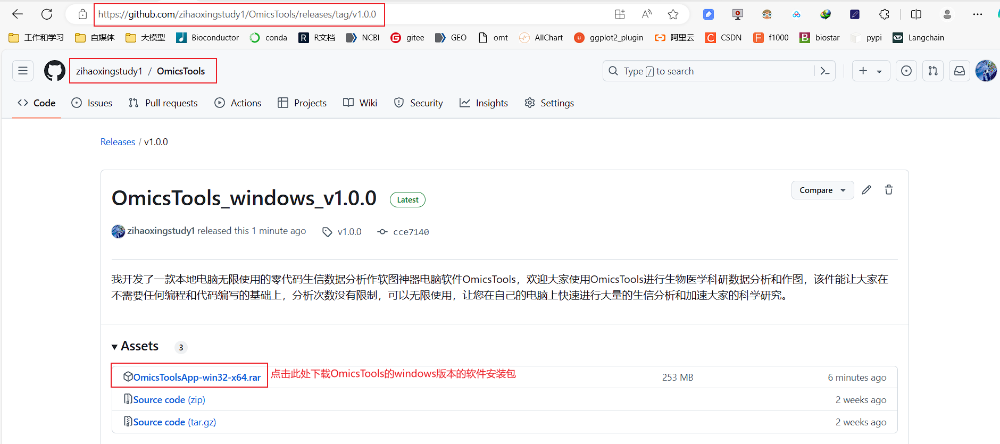 https://github.com/zihaoxingstudy1/OmicsTools/releases/tag/v1.0.0
工作和学习 自媒体 大模型 Bioconductor conda R R文档 NCBI G gitee GEO omt AllChart u ggplot2_plugin 阿里云 C CSDN F f1000 B biostar pypi Langchain
zihaoxingstudy1 / OmicsTools
Type / to search
Code Issues Pull requests Actions Projects Wiki Security Insights Settings
Releases / v1.0.0
OmicsTools_windows_v1.0.0 Latest
Compare
zihaoxingstudy1 released this 1 minute ago v1.0.0 cce7140
我开发了一款本地电脑无限使用的零代码生信数据分析作软图神器电脑软件OmicsTools，欢迎大家使用OmicsTools进行生物医学科研数据分析和作图，该件能让大家在
不需要任何编程和代码编写的基础上，分析次数没有限制，可以无限使用，让您在自己的电脑上快速进行大量的生信分析和加速大家的科学研究。
Assets 3
OmicsToolsApp-win32-x64.rar 点击此处下载OmicsTools的windows版本的软件安装包 253 MB 6 minutes ago
Source code (zip) 2 weeks ago
Source code (tar.gz) 2 weeks ago